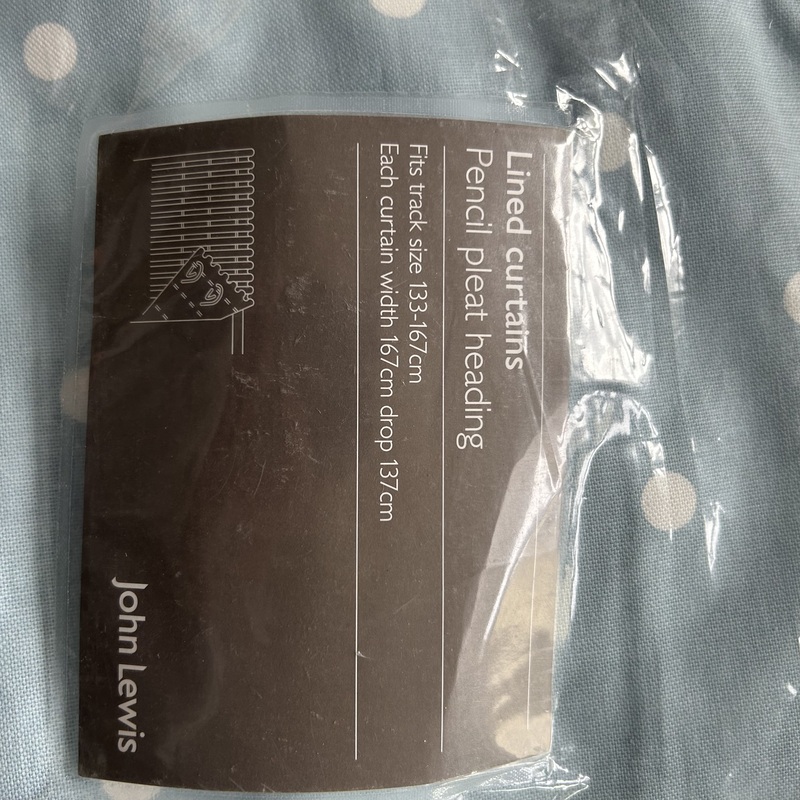 Lined curtains
Pencil pleat heading
Fits track size 133-167cm
Each curtain width 167cm drop 137cm
John Lewis